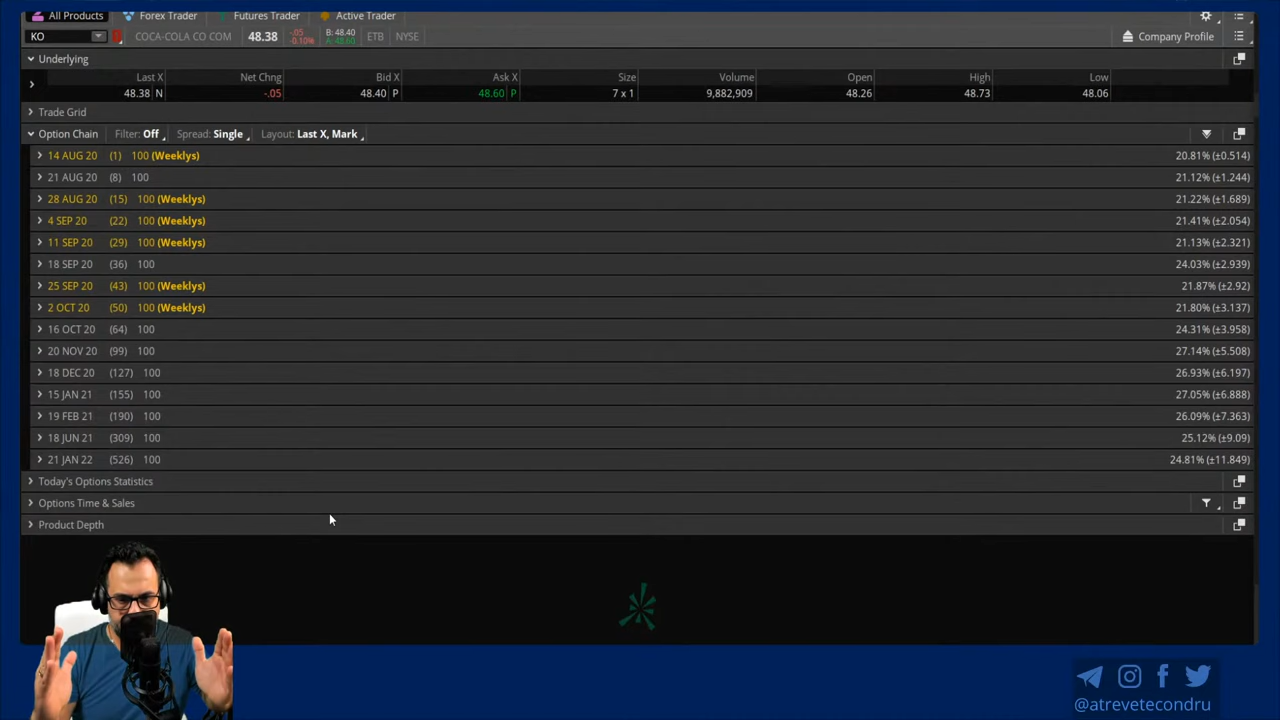 All Products Forex Trader Futures Trader Active Trader
KO COCA-COLA CO COM 48.38 -.05 -0.10% B: 48.40 A: 48.60 ETB NYSE Company Profile
Underlying
Last X Net Chng Bid X Ask X Size Volume Open High Low
48.38 N -.05 48.40 P 48.60 P 7 x 1 9,882,909 48.26 48.73 48.06
Trade Grid
Option Chain Filter: Off Spread: Single Layout: Last X, Mark
14 AUG 20 (1) 100 (Weeklys) 20.81% (±0.514)
21 AUG 20 (8) 100 21.12% (±1.244)
28 AUG 20 (15) 100 (Weeklys) 21.22% (±1.689)
4 SEP 20 (22) 100 (Weeklys) 21.41% (±2.054)
11 SEP 20 (29) 100 (Weeklys) 21.13% (±2.321)
18 SEP 20 (36) 100 24.03% (±2.939)
25 SEP 20 (43) 100 (Weeklys) 21.87% (±2.92)
2 OCT 20 (50) 100 (Weeklys) 21.80% (±3.137)
16 OCT 20 (64) 100 24.31% (±3.958)
20 NOV 20 (99) 100 27.14% (±5.508)
18 DEC 20 (127) 100 26.93% (±6.197)
15 JAN 21 (155) 100 27.05% (±6.888)
19 FEB 21 (190) 100 26.09% (±7.363)
18 JUN 21 (309) 100 25.12% (±9.09)
21 JAN 22 (526) 100 24.81% (±11.849)
Today's Options Statistics
Options Time & Sales
Product Depth
@atrevetecondru